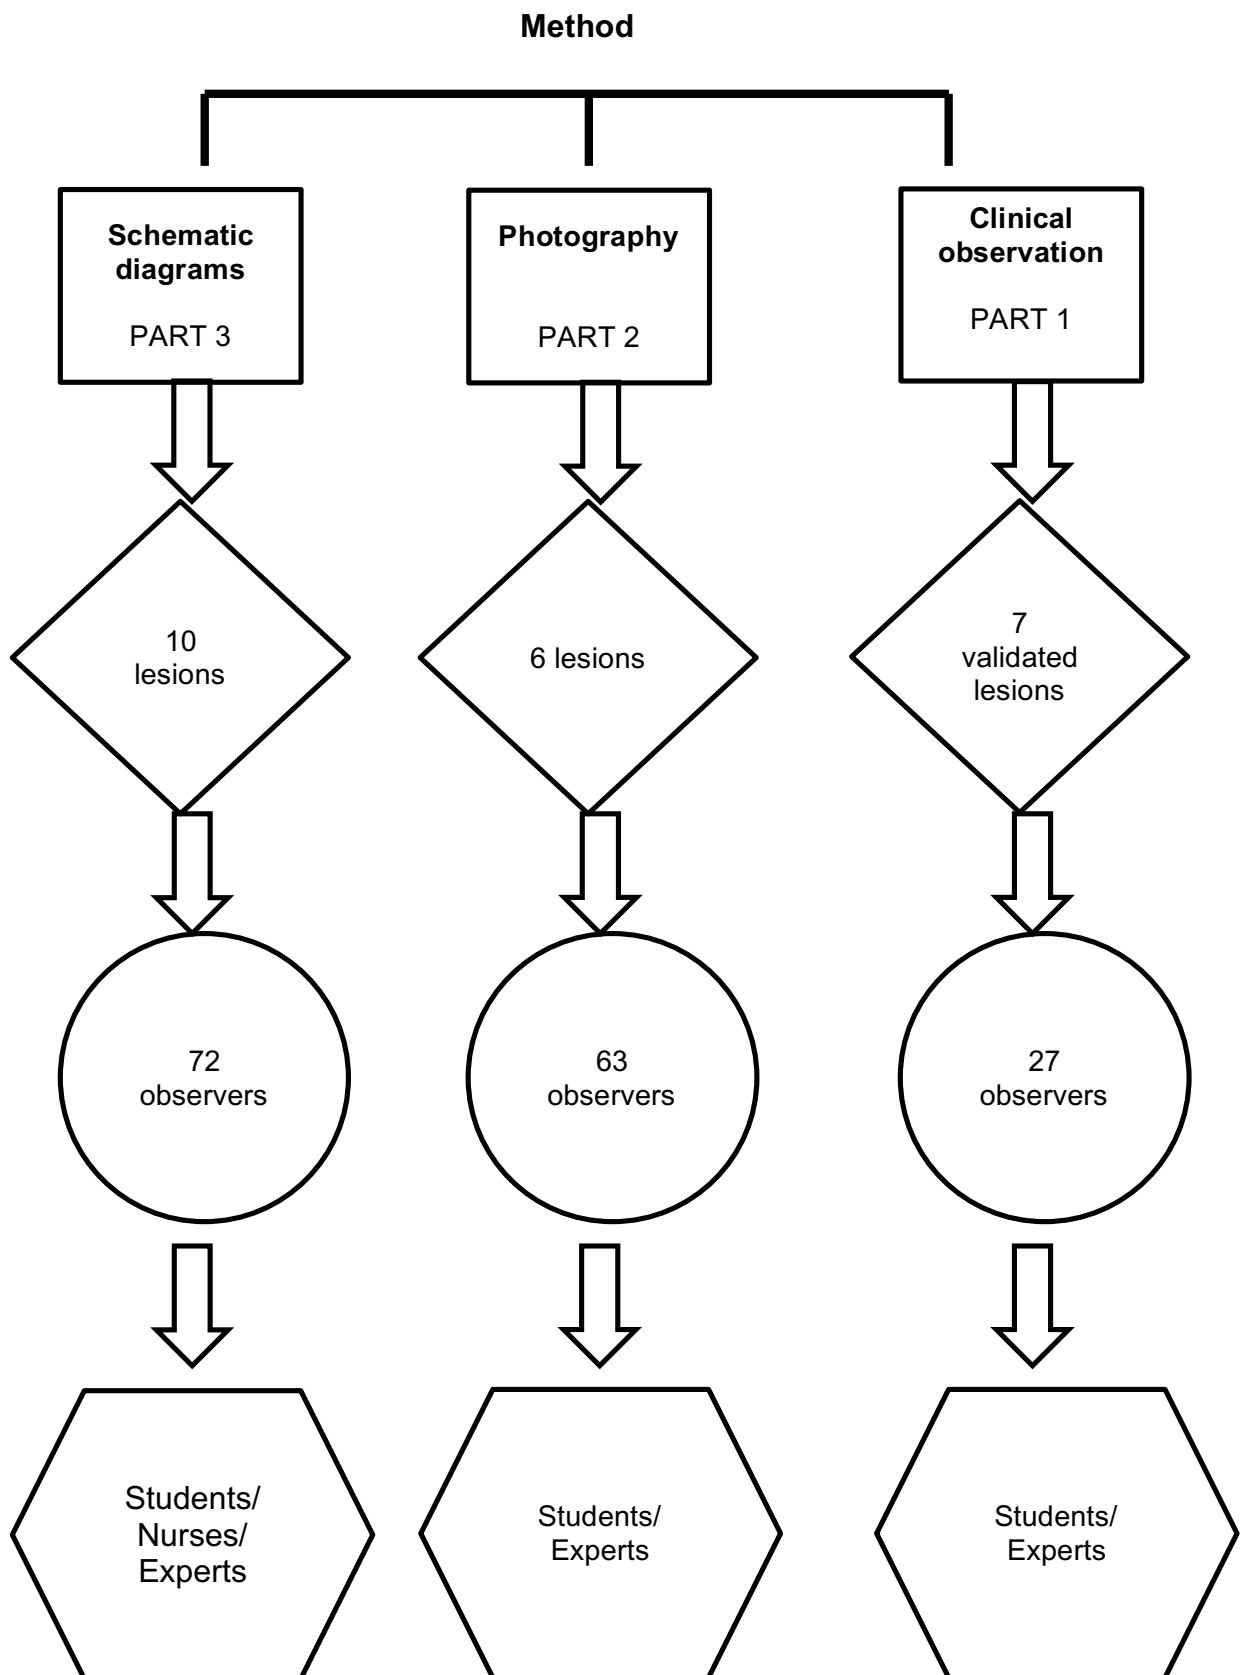 Method
Schematic
diagrams
PART 3
Photography
PART 2
Clinical
observation
PART 1
10
lesions
6 lesions
7
validated
lesions
72
observers
63
observers
27
observers
Students/
Nurses/
Experts
Students/
Experts
Students/
Experts